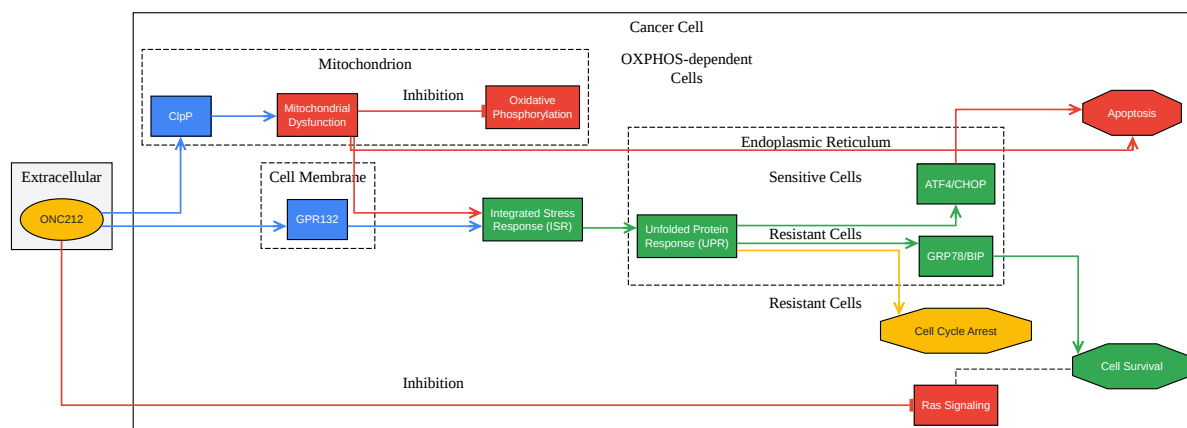 Cancer Cell
OXPHOS-dependent
Cells
Mitochondrion
Inhibition
ClpP
Mitochondrial
Dysfunction
Oxidative
Phosphorylation
Apoptosis
Endoplasmic Reticulum
Extracellular
ONC212
Cell Membrane
GPR132
Sensitive Cells
ATF4/CHOP
Integrated Stress
Response (ISR)
Unfolded Protein
Response (UPR)
Resistant Cells
GRP78/BIP
Resistant Cells
Cell Cycle Arrest
Cell Survival
Inhibition
Ras Signaling